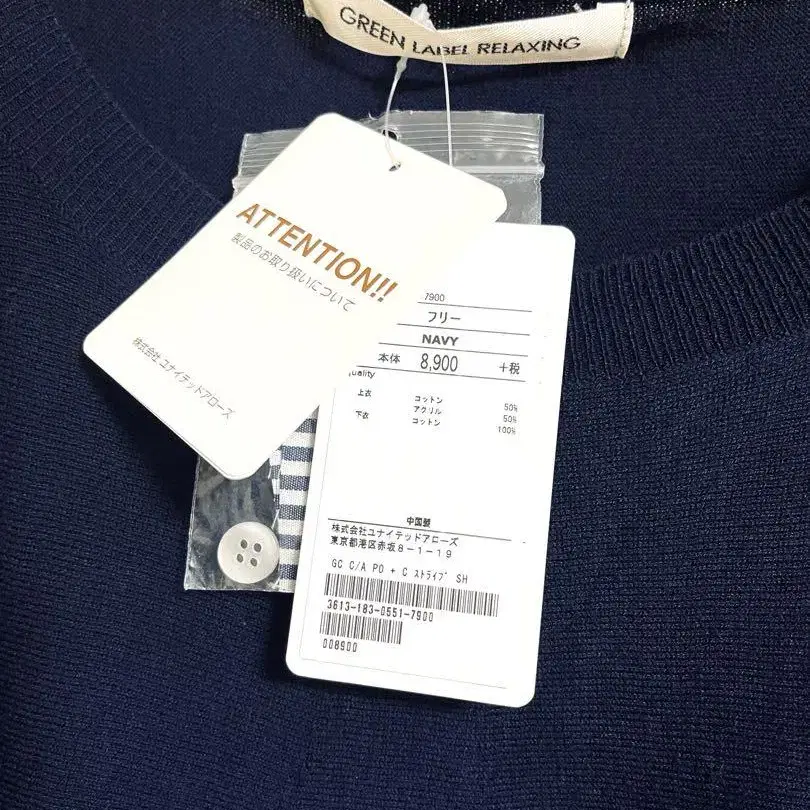 GREEN LABEL RELAXING
ATTENTION!!
製品のお取り扱いについて
株式会社 ユナイテッドアローズ
7900
フリー
NAVY
本体 8,900 +税
uality
上衣 コットン 50%
アクリル 50%
下衣 コットン 100%
中国製
株式会社ユナイテッドアローズ
東京都港区赤坂8-1-19
GC C/A PO + C ストライプ SH
3613-183-0551-7900
008900